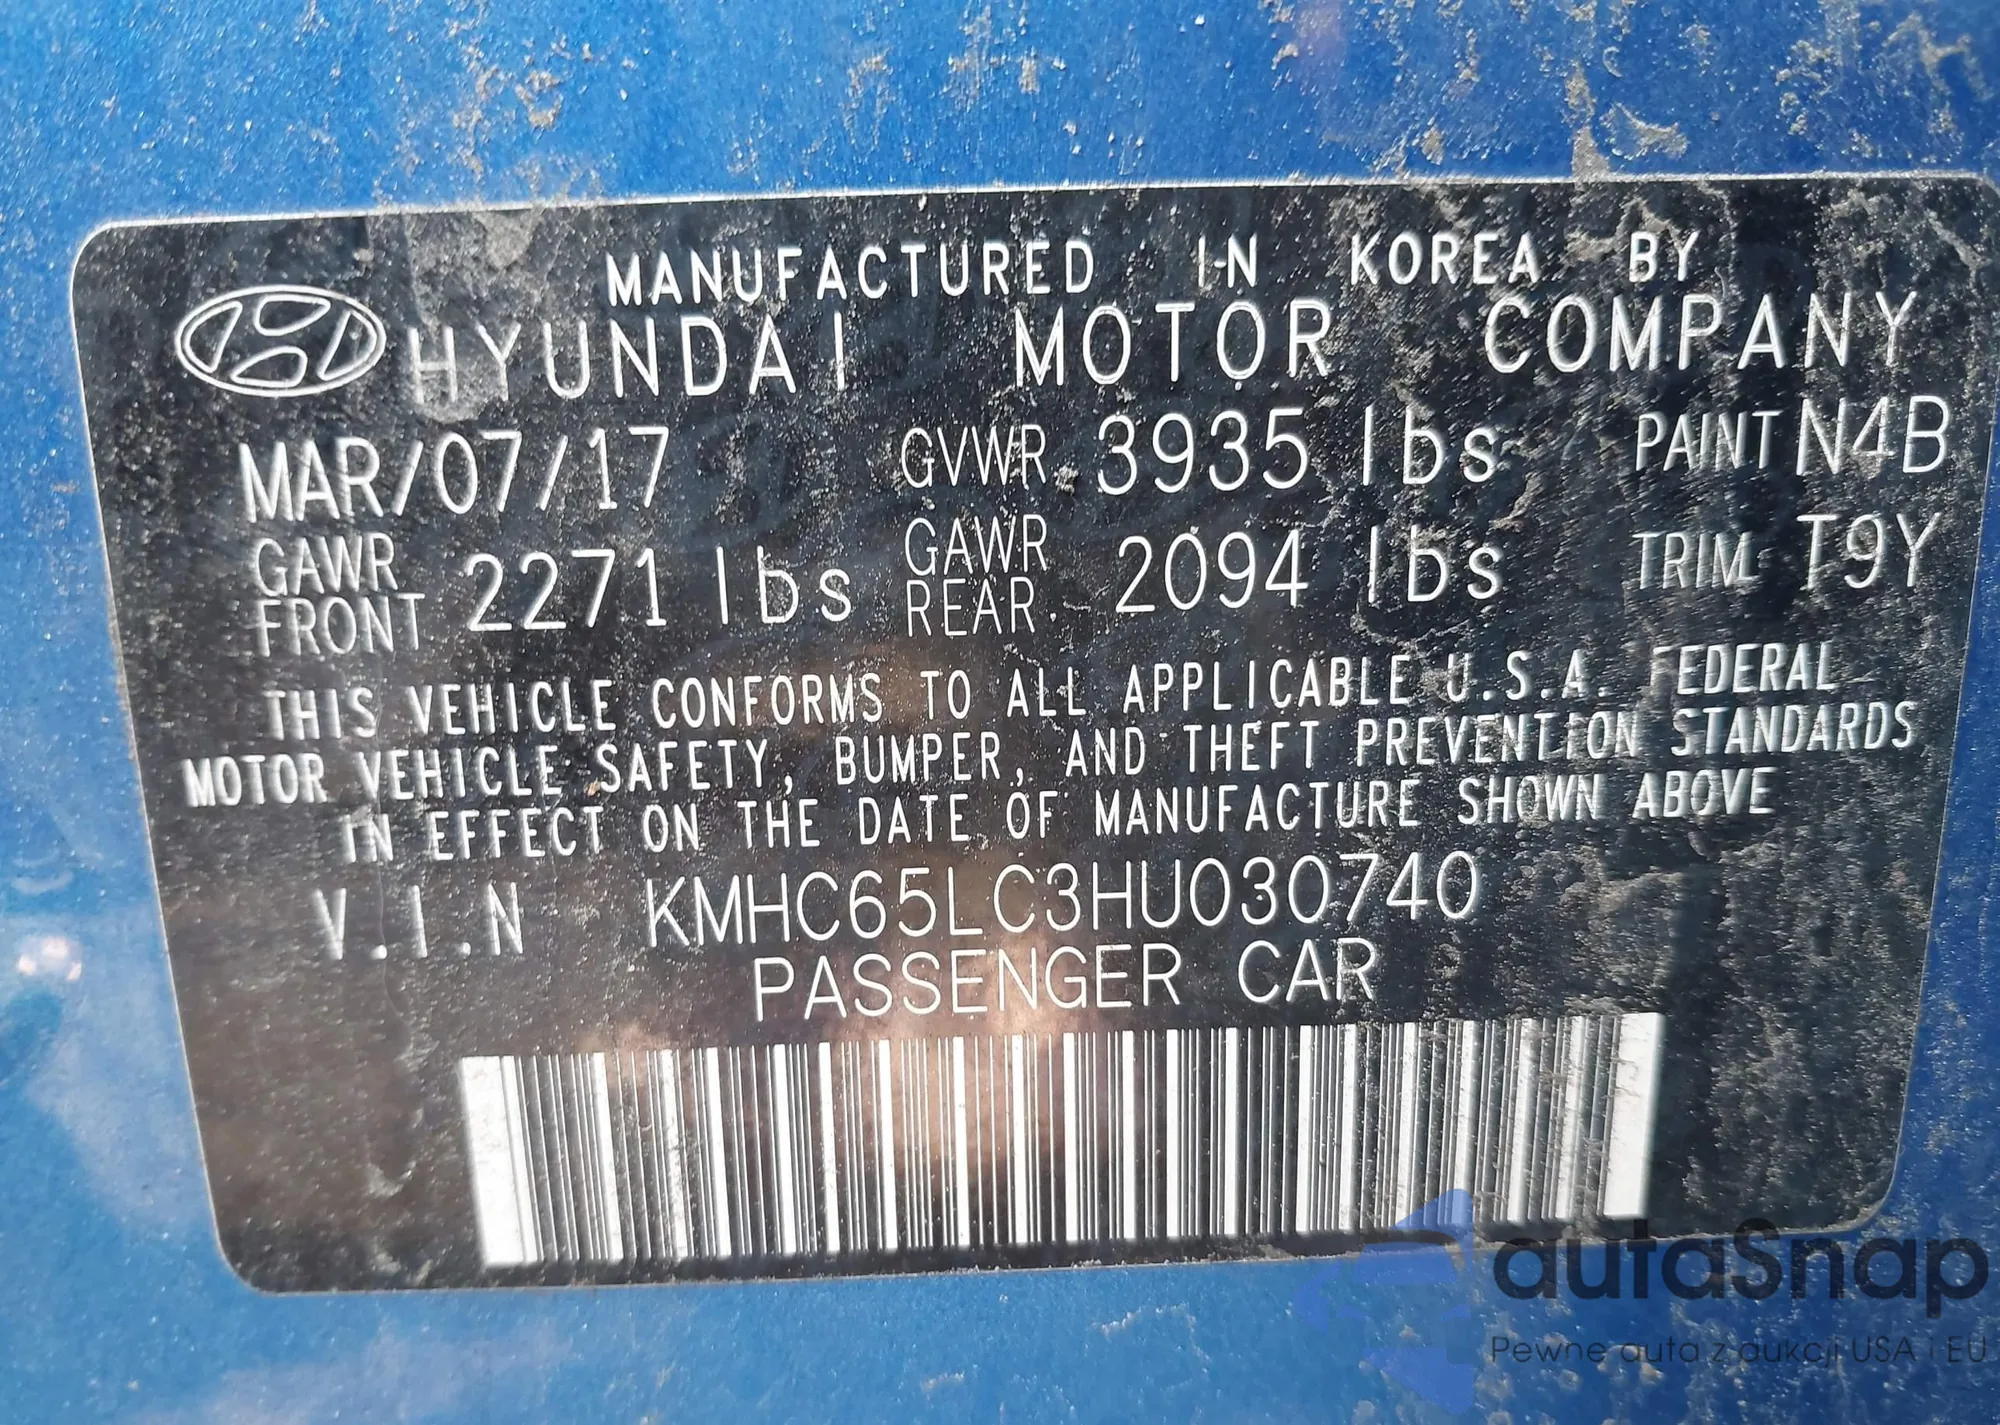 MANUFACTURED IN KOREA BY
HYUNDAI MOTOR COMPANY
MAR/07/17 GVWR 3935 lbs PAINT N4B
GAWR FRONT 2271 lbs GAWR REAR 2094 lbs TRIM T9Y
THIS VEHICLE CONFORMS TO ALL APPLICABLE U.S.A. FEDERAL
MOTOR VEHICLE SAFETY, BUMPER, AND THEFT PREVENTION STANDARDS
IN EFFECT ON THE DATE OF MANUFACTURE SHOWN ABOVE
V.I.N KMHC65LC3HU030740
PASSENGER CAR
autaSnap
Pewne auta z aukcji USA i EU